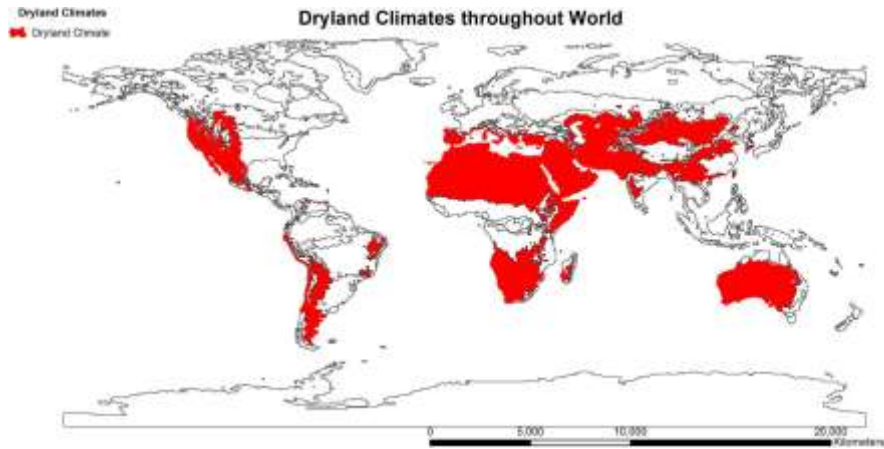 Dryland Climates throughout World
Dryland Climates
Dryland Climate
0 5,000 10,000 20,000
Kilometers